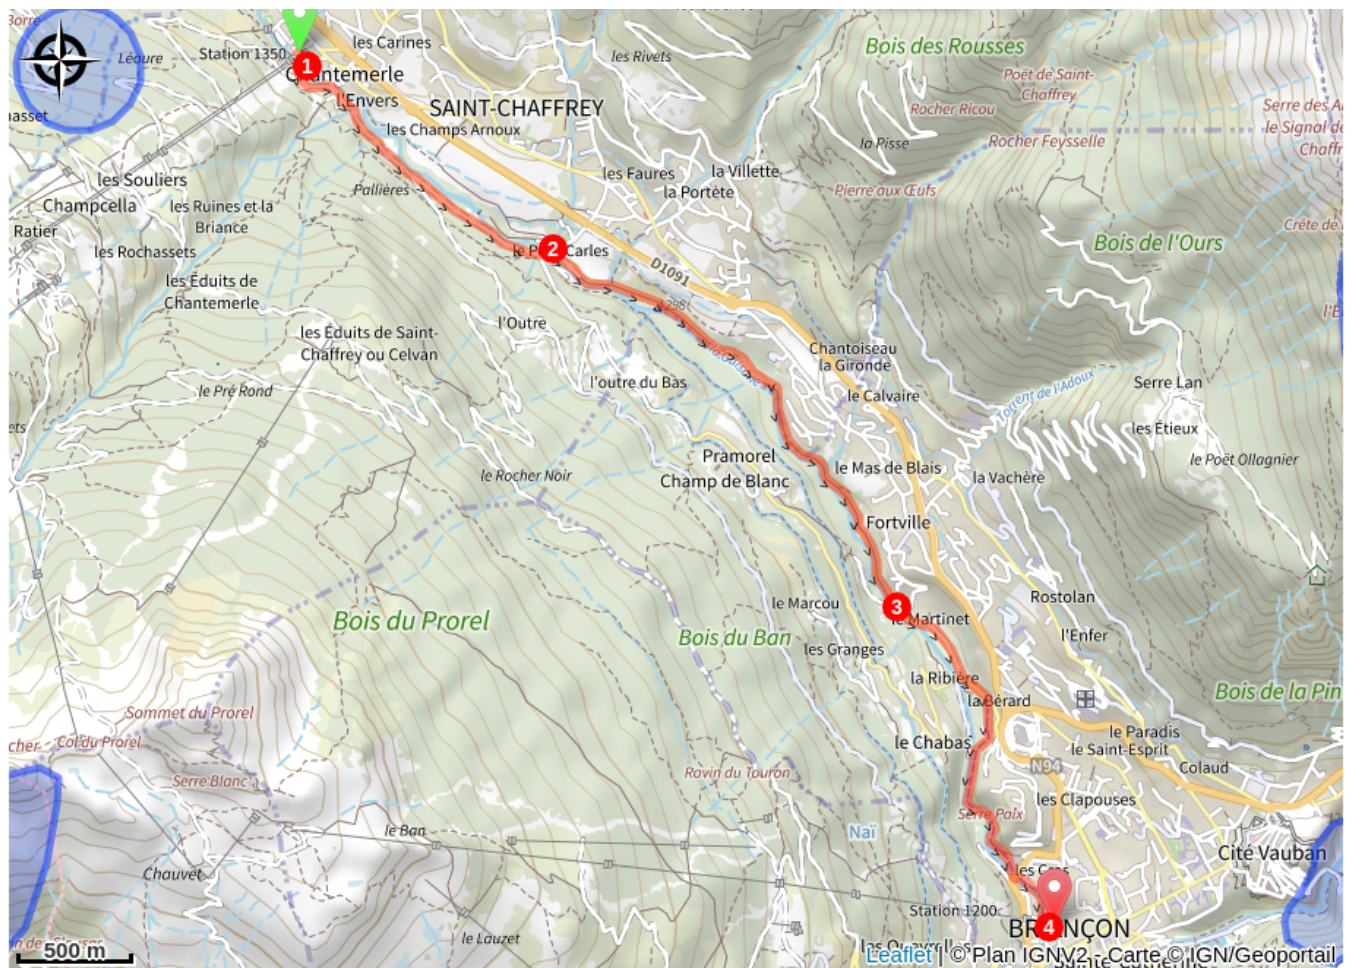 Borre
Léaure
Station 1350
les Carines
les Rivets
Bois des Rousses
Chantemerle
l'Envers
SAINT-CHAFFREY
Poët de Saint-
Chaffrey
Rocher Ricou
Serre des A
le Signal de
Chaffr
les Champs Arnoux
la Pisse
Rocher Feysselle
les Souliers
Champcella
Pallières
les Faures
la Villette
la Portète
Pierre aux Œufs
les Ruines et la
Briance
Ratier
les Rochassets
Crête de
Bois de l'Ours
D1091
les Éduits de
Chantemerle
l'Outre
les Éduits de Saint-
Chaffrey ou Celvan
Chantoiseau
la Gironde
l'outre du Bas
le Pré Rond
le Calvaire
Torrent de l'Adoux
Serre Lan
les Étieux
le Poët Ollagnier
Pramorel
Champ de Blanc
le Mas de Blais
la Vachère
le Rocher Noir
Fortville
le Marcou
le Martinet
Rostolan
l'Enfer
Bois du Prorel
Bois du Ban
les Granges
la Ribière
la Bérard
Bois de la Pin
Sommet du Prorel
Col du Prorel
Serre Blanc
le Chabas
le Paradis
le Saint-Esprit
N94
Colaud
Ravin du Touron
les Clapouses
Serre Paix
le Ban
Naï
Cité Vauban
Chauvet
Station 1200
le Lauzet
1
2
3
4
500 m
Leaflet | © Plan IGNV2 - Carte © IGN/Geoportail